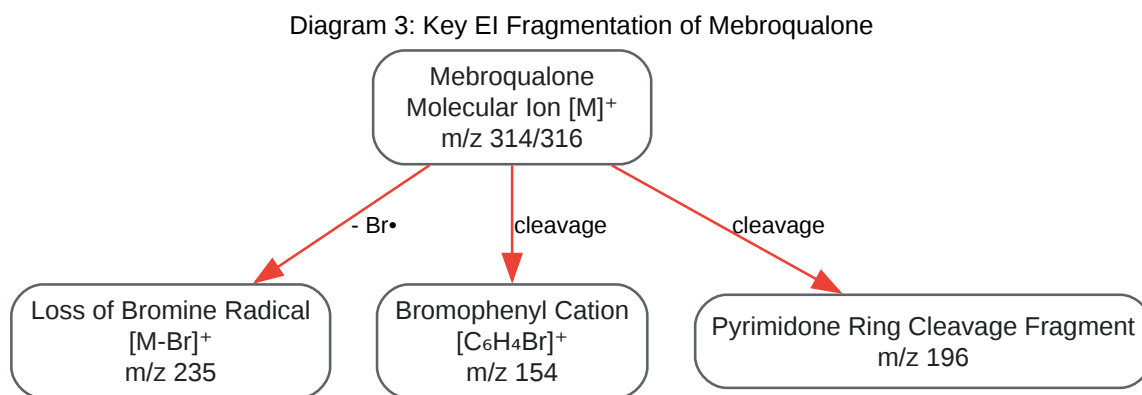 Diagram 3: Key EI Fragmentation of Mebroqualone
Mebroqualone
Molecular Ion [M]⁺
m/z 314/316
- Br•
cleavage
cleavage
Loss of Bromine Radical
[M-Br]⁺
m/z 235
Bromophenyl Cation
[C₆H₄Br]⁺
m/z 154
Pyrimidone Ring Cleavage Fragment
m/z 196